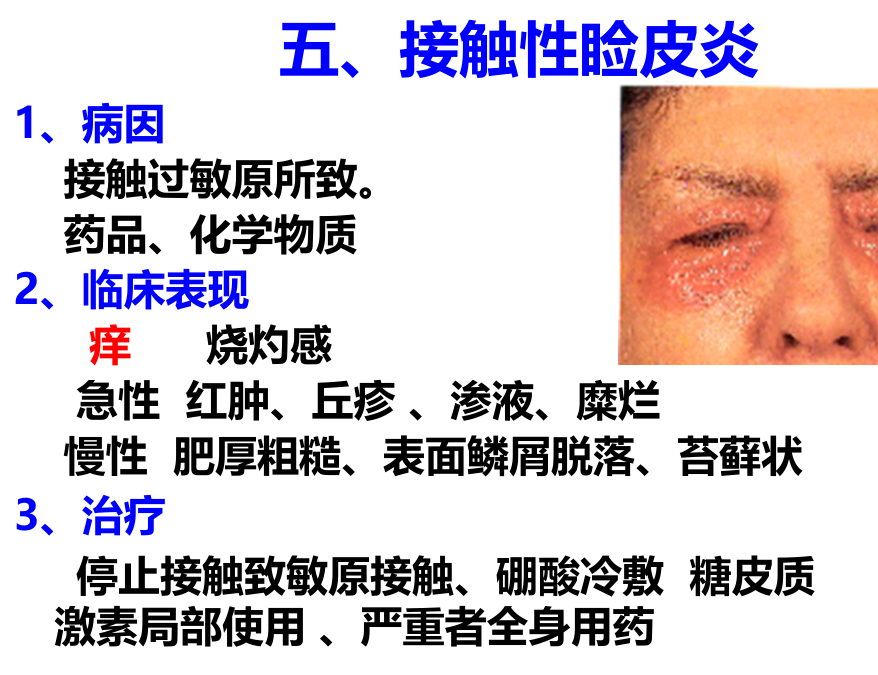 五、接触性睑皮炎
1、病因
接触过敏原所致。
药品、化学物质
2、临床表现
痒 烧灼感
急性 红肿、丘疹 、渗液、糜烂
慢性 肥厚粗糙、表面鳞屑脱落、苔藓状
3、治疗
停止接触致敏原接触、硼酸冷敷 糖皮质
激素局部使用 、严重者全身用药